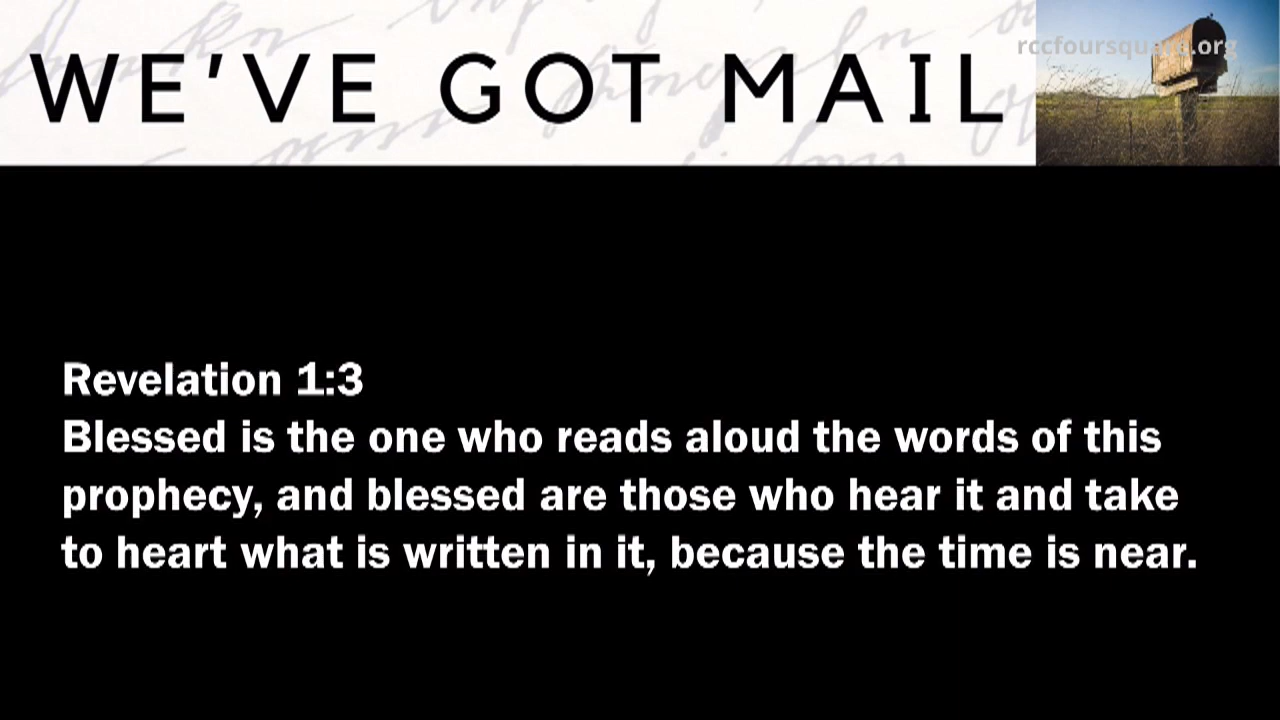 WE'VE GOT MAIL
rccfoursquare.org
Revelation 1:3
Blessed is the one who reads aloud the words of this
prophecy, and blessed are those who hear it and take
to heart what is written in it, because the time is near.